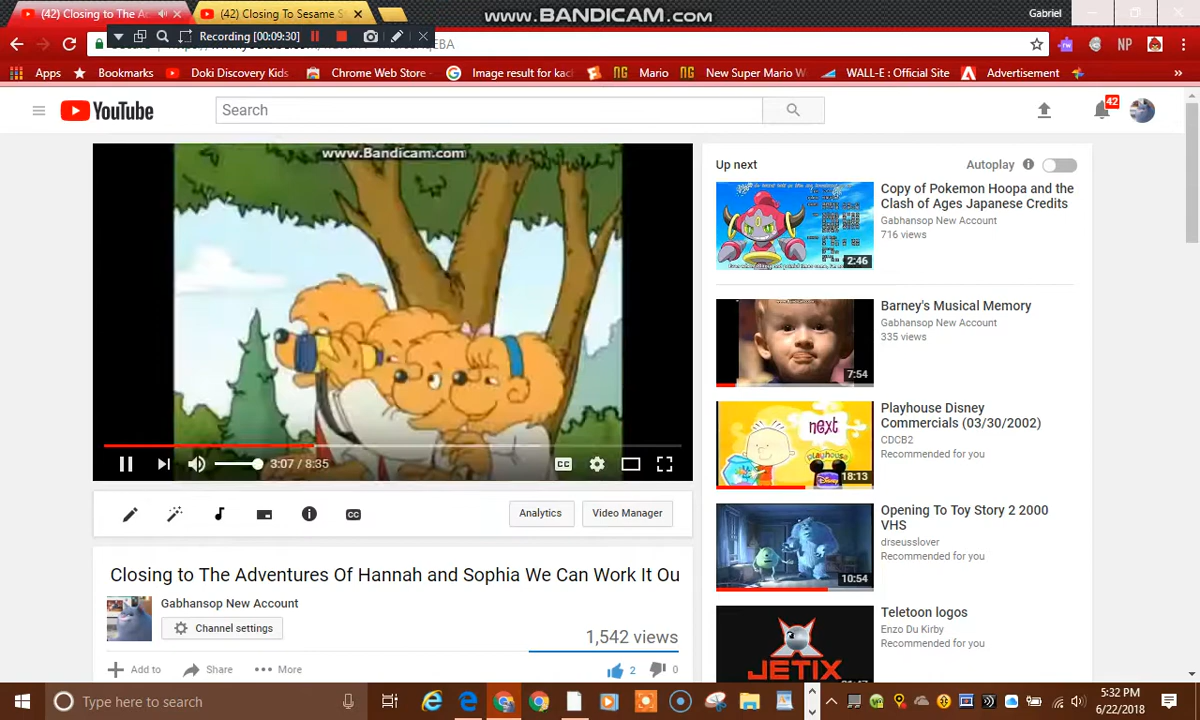 (42) Closing to The A
(42) Closing To Sesame S
www.BANDICAM.com
Gabriel
Recording [00:09:30]
EBA
NP
Apps
Bookmarks
Doki Discovery Kids
Chrome Web Store -
Image result for kaci
Mario
New Super Mario W
WALL-E : Official Site
Advertisement
»
YouTube
Search
42
www.Bandicam.com
3:07 / 8:35
CC
Analytics
Video Manager
Closing to The Adventures Of Hannah and Sophia We Can Work It Ou
Gabhansop New Account
Channel settings
1,542 views
Add to
Share
More
2
0
Up next
Autoplay
Copy of Pokemon Hoopa and the
Clash of Ages Japanese Credits
Gabhansop New Account
716 views
2:46
Barney's Musical Memory
Gabhansop New Account
335 views
7:54
Playhouse Disney
Commercials (03/30/2002)
CDCB2
Recommended for you
next
18:13
Opening To Toy Story 2 2000
VHS
drseusslover
Recommended for you
10:54
Teletoon logos
Enzo Du Kirby
Recommended for you
JETIX
Type here to search
5:32 PM
6/22/2018